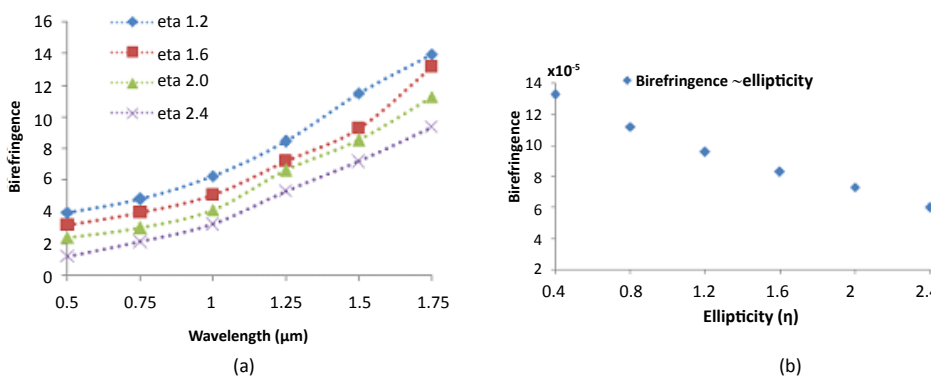 16
14
12
10
8
6
4
2
0
Birefringence
eta 1.2
eta 1.6
eta 2.0
eta 2.4
0.5 0.75 1 1.25 1.5 1.75
Wavelength (μm)
(a)
x10-5
14
12
10
8
6
4
2
Birefringence
Birefringence ~ellipticity
0.4 0.8 1.2 1.6 2 2.4
Ellipticity (η)
(b)